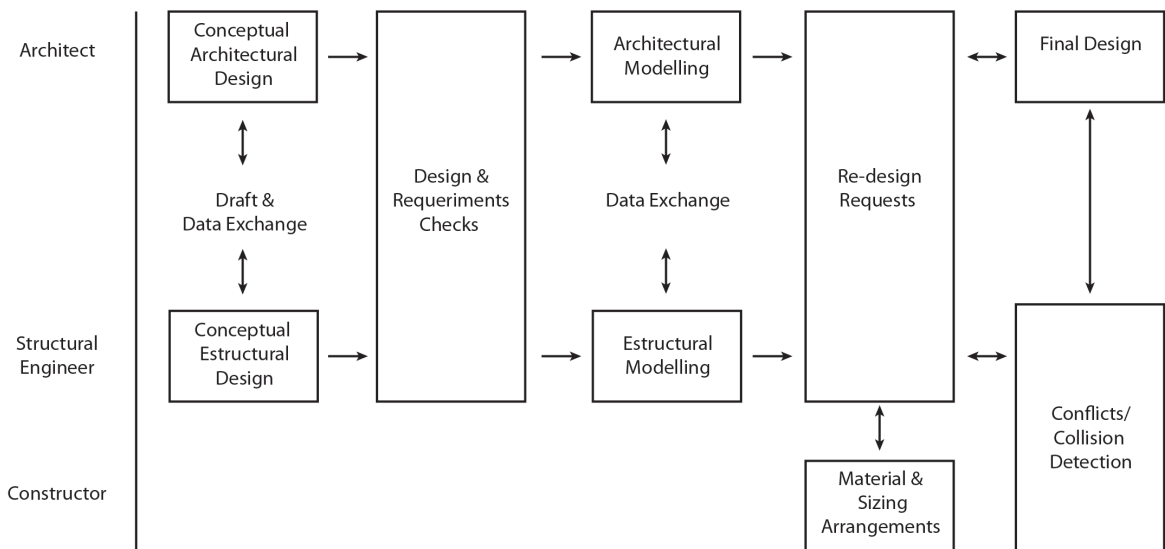 Architect
Conceptual
Architectural
Design
Architectural
Modelling
Final Design
Design &
Requeriments
Checks
Re-design
Requests
Draft &
Data Exchange
Data Exchange
Structural
Engineer
Conceptual
Estructural
Design
Estructural
Modelling
Conflicts/
Collision
Detection
Constructor
Material &
Sizing
Arrangements